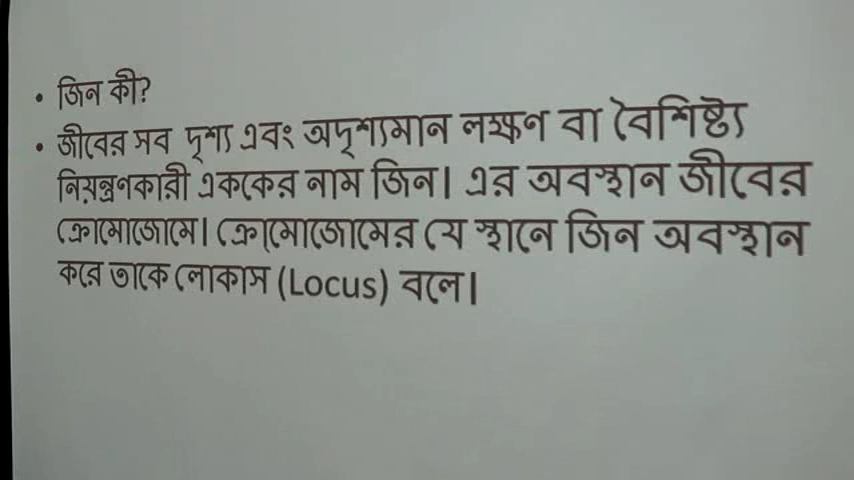 • জিন কী?
• জীবের সব দৃশ্য এবং অদৃশ্যমান লক্ষণ বা বৈশিষ্ট্য
নিয়ন্ত্রণকারী এককের নাম জিন। এর অবস্থান জীবের
ক্রোমোজোমে। ক্রোমোজোমের যে স্থানে জিন অবস্থান
করে তাকে লোকাস (Locus) বলে।